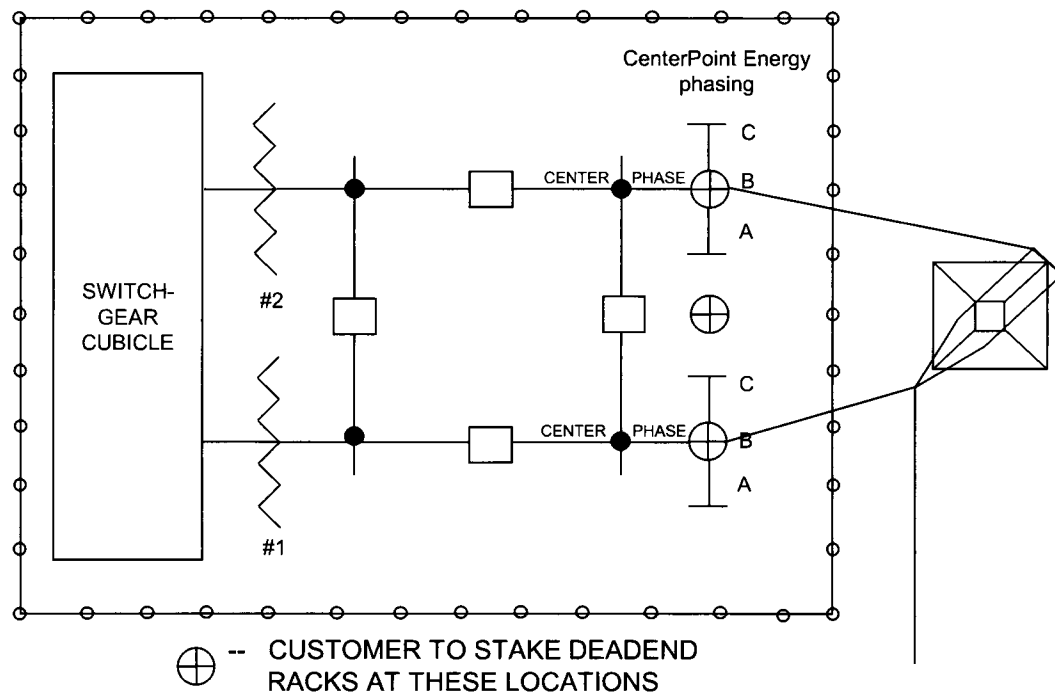 CenterPoint Energy
phasing
C
CENTER PHASE B
A
SWITCH-
GEAR
CUBICLE
#2
C
CENTER PHASE B
A
#1
-- CUSTOMER TO STAKE DEADEND
RACKS AT THESE LOCATIONS